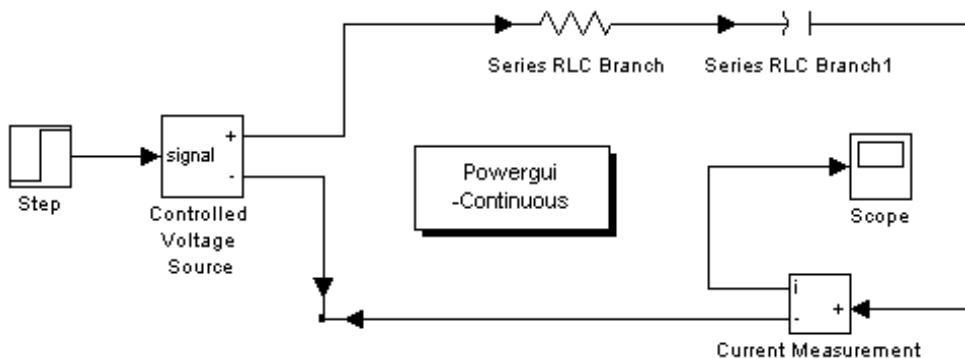 Series RLC Branch
Series RLC Branch1
signal
+
-
Step
Controlled
Voltage
Source
Powergui
-Continuous
Scope
i
-
+
Current Measurement